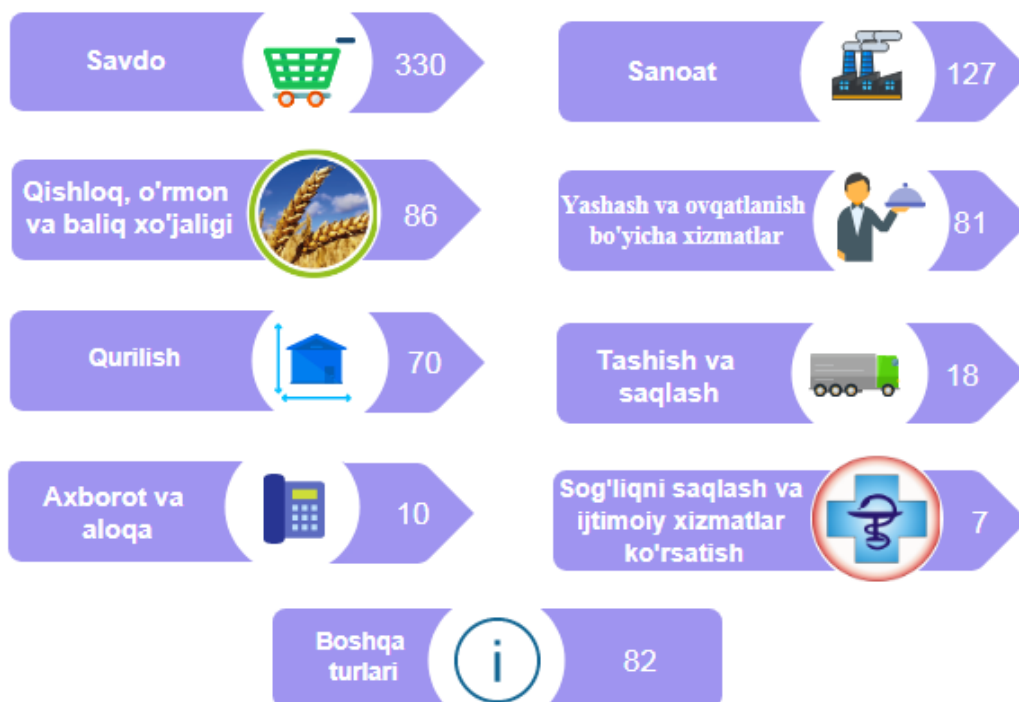 Savdo
330
Sanoat
127
Qishloq, o'rmon
va baliq xo'jaligi
86
Yashash va ovqatlanish
bo'yicha xizmatlar
81
Qurilish
70
Tashish va
saqlash
18
Axborot va
aloqa
10
Sog'liqni saqlash va
ijtimoiy xizmatlar
ko'rsatish
7
Boshqa
turlari
i
82